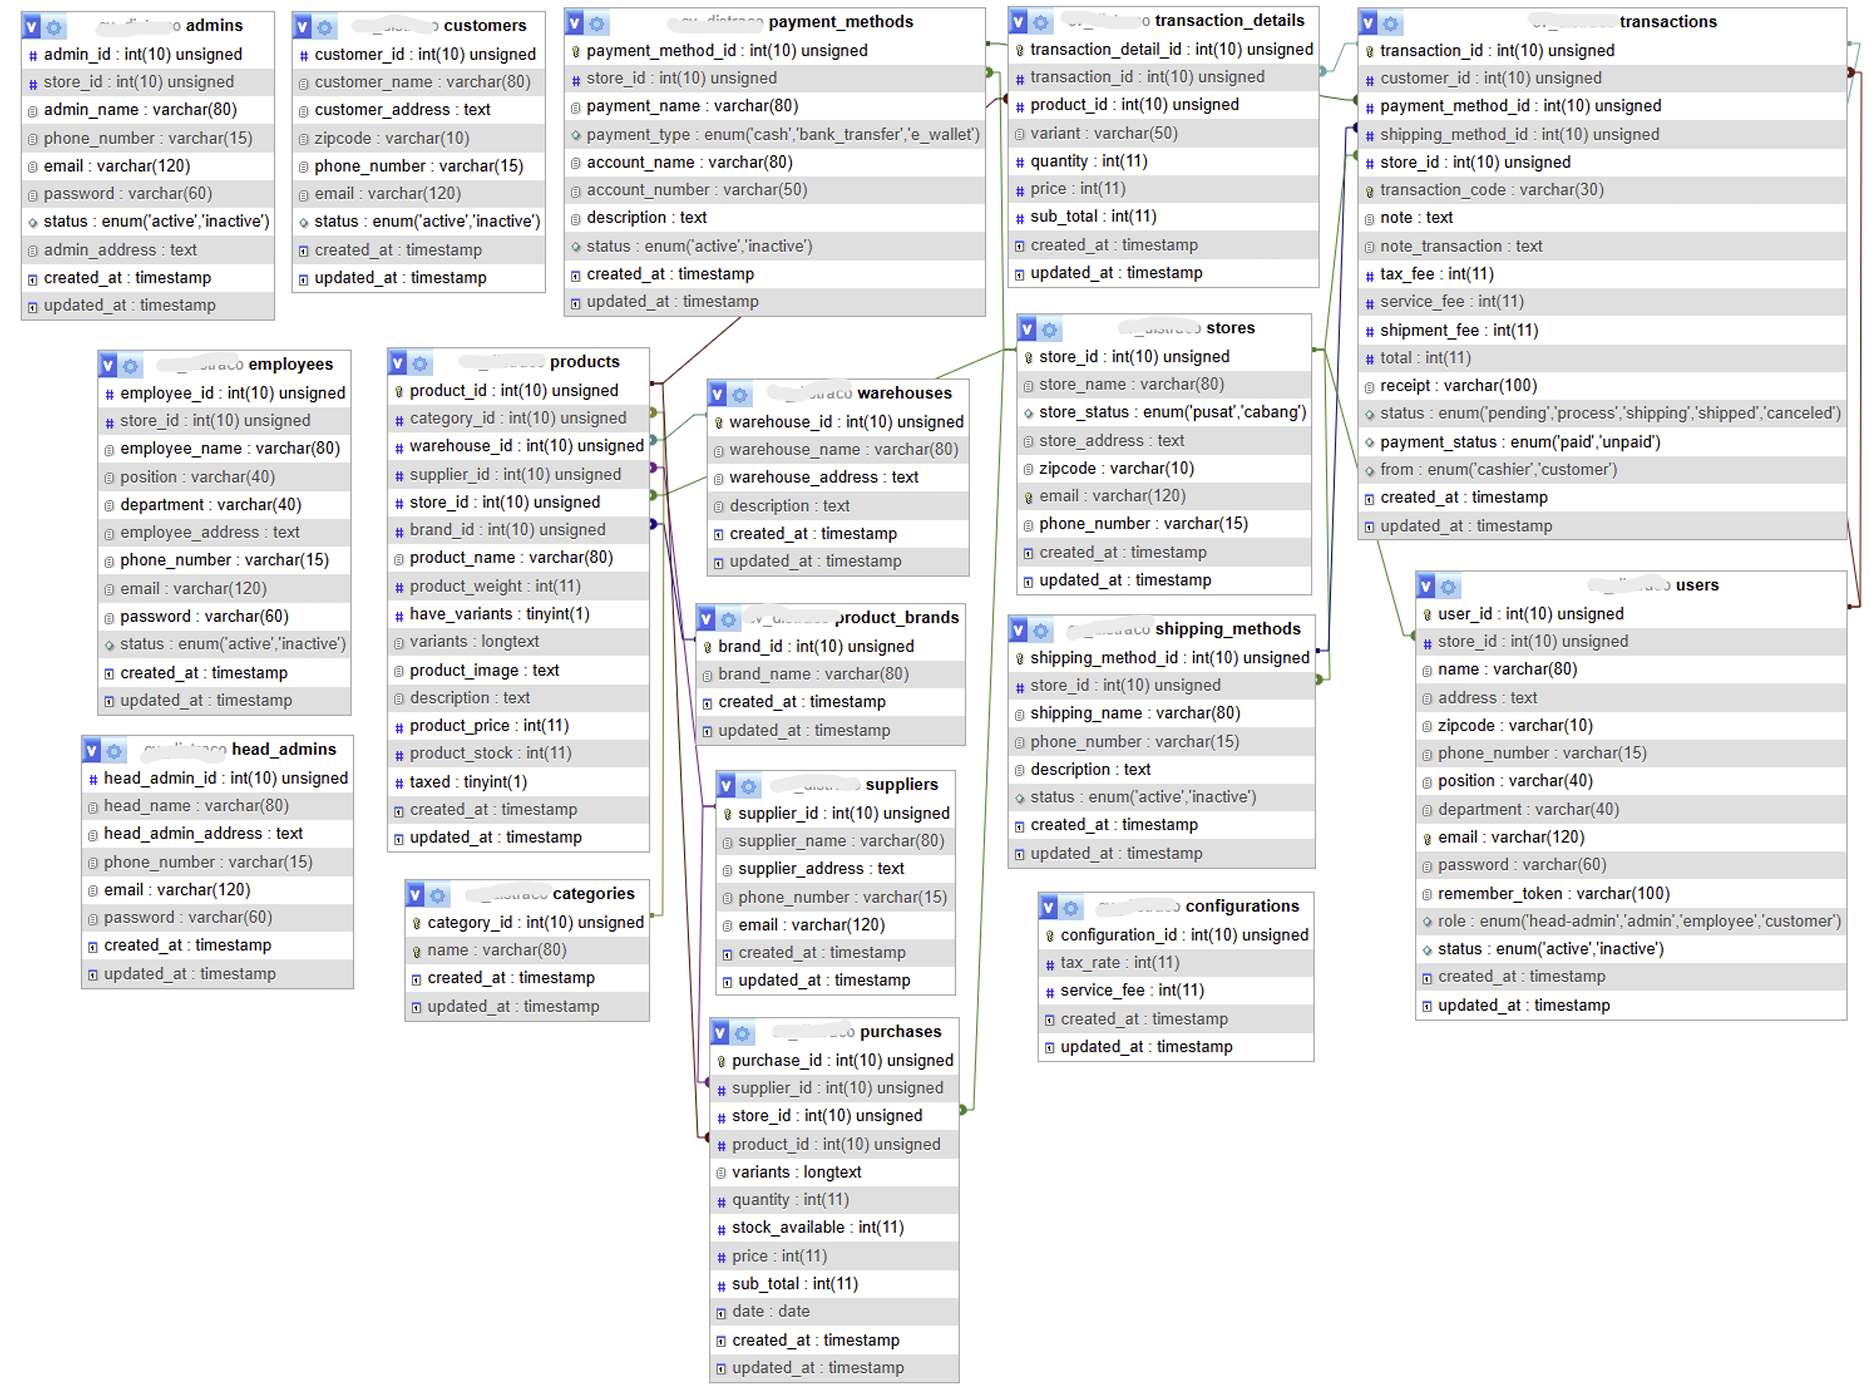 admins
admin_id : int(10) unsigned
store_id : int(10) unsigned
admin_name : varchar(80)
phone_number : varchar(15)
email : varchar(120)
password : varchar(60)
status : enum('active','inactive')
admin_address : text
created_at : timestamp
updated_at : timestamp
customers
customer_id : int(10) unsigned
customer_name : varchar(80)
customer_address : text
zipcode : varchar(10)
phone_number : varchar(15)
email : varchar(120)
status : enum('active','inactive')
created_at : timestamp
updated_at : timestamp
payment_methods
payment_method_id : int(10) unsigned
store_id : int(10) unsigned
payment_name : varchar(80)
payment_type : enum('cash','bank_transfer','e_wallet')
account_name : varchar(80)
account_number : varchar(50)
description : text
status : enum('active','inactive')
created_at : timestamp
updated_at : timestamp
transaction_details
transaction_detail_id : int(10) unsigned
transaction_id : int(10) unsigned
product_id : int(10) unsigned
variant : varchar(50)
quantity : int(11)
price : int(11)
sub_total : int(11)
created_at : timestamp
updated_at : timestamp
transactions
transaction_id : int(10) unsigned
customer_id : int(10) unsigned
payment_method_id : int(10) unsigned
shipping_method_id : int(10) unsigned
store_id : int(10) unsigned
transaction_code : varchar(30)
note : text
note_transaction : text
tax_fee : int(11)
service_fee : int(11)
shipment_fee : int(11)
total : int(11)
receipt : varchar(100)
status : enum('pending','process','shipping','shipped','canceled')
payment_status : enum('paid','unpaid')
from : enum('cashier','customer')
created_at : timestamp
updated_at : timestamp
employees
employee_id : int(10) unsigned
store_id : int(10) unsigned
employee_name : varchar(80)
position : varchar(40)
department : varchar(40)
employee_address : text
phone_number : varchar(15)
email : varchar(120)
password : varchar(60)
status : enum('active','inactive')
created_at : timestamp
updated_at : timestamp
products
product_id : int(10) unsigned
category_id : int(10) unsigned
warehouse_id : int(10) unsigned
supplier_id : int(10) unsigned
store_id : int(10) unsigned
brand_id : int(10) unsigned
product_name : varchar(80)
product_weight : int(11)
have_variants : tinyint(1)
variants : longtext
product_image : text
description : text
product_price : int(11)
product_stock : int(11)
taxed : tinyint(1)
created_at : timestamp
updated_at : timestamp
warehouses
warehouse_id : int(10) unsigned
warehouse_name : varchar(80)
warehouse_address : text
description : text
created_at : timestamp
updated_at : timestamp
stores
store_id : int(10) unsigned
store_name : varchar(80)
store_status : enum('pusat','cabang')
store_address : text
zipcode : varchar(10)
email : varchar(120)
phone_number : varchar(15)
created_at : timestamp
updated_at : timestamp
users
user_id : int(10) unsigned
store_id : int(10) unsigned
name : varchar(80)
address : text
zipcode : varchar(10)
phone_number : varchar(15)
position : varchar(40)
department : varchar(40)
email : varchar(120)
password : varchar(60)
remember_token : varchar(100)
role : enum('head-admin','admin','employee','customer')
status : enum('active','inactive')
created_at : timestamp
updated_at : timestamp
product_brands
brand_id : int(10) unsigned
brand_name : varchar(80)
created_at : timestamp
updated_at : timestamp
shipping_methods
shipping_method_id : int(10) unsigned
store_id : int(10) unsigned
shipping_name : varchar(80)
phone_number : varchar(15)
description : text
status : enum('active','inactive')
created_at : timestamp
updated_at : timestamp
head_admins
head_admin_id : int(10) unsigned
head_name : varchar(80)
head_admin_address : text
phone_number : varchar(15)
email : varchar(120)
password : varchar(60)
created_at : timestamp
updated_at : timestamp
suppliers
supplier_id : int(10) unsigned
supplier_name : varchar(80)
supplier_address : text
phone_number : varchar(15)
email : varchar(120)
created_at : timestamp
updated_at : timestamp
categories
category_id : int(10) unsigned
name : varchar(80)
created_at : timestamp
updated_at : timestamp
configurations
configuration_id : int(10) unsigned
tax_rate : int(11)
service_fee : int(11)
created_at : timestamp
updated_at : timestamp
purchases
purchase_id : int(10) unsigned
supplier_id : int(10) unsigned
store_id : int(10) unsigned
product_id : int(10) unsigned
variants : longtext
quantity : int(11)
stock_available : int(11)
price : int(11)
sub_total : int(11)
date : date
created_at : timestamp
updated_at : timestamp